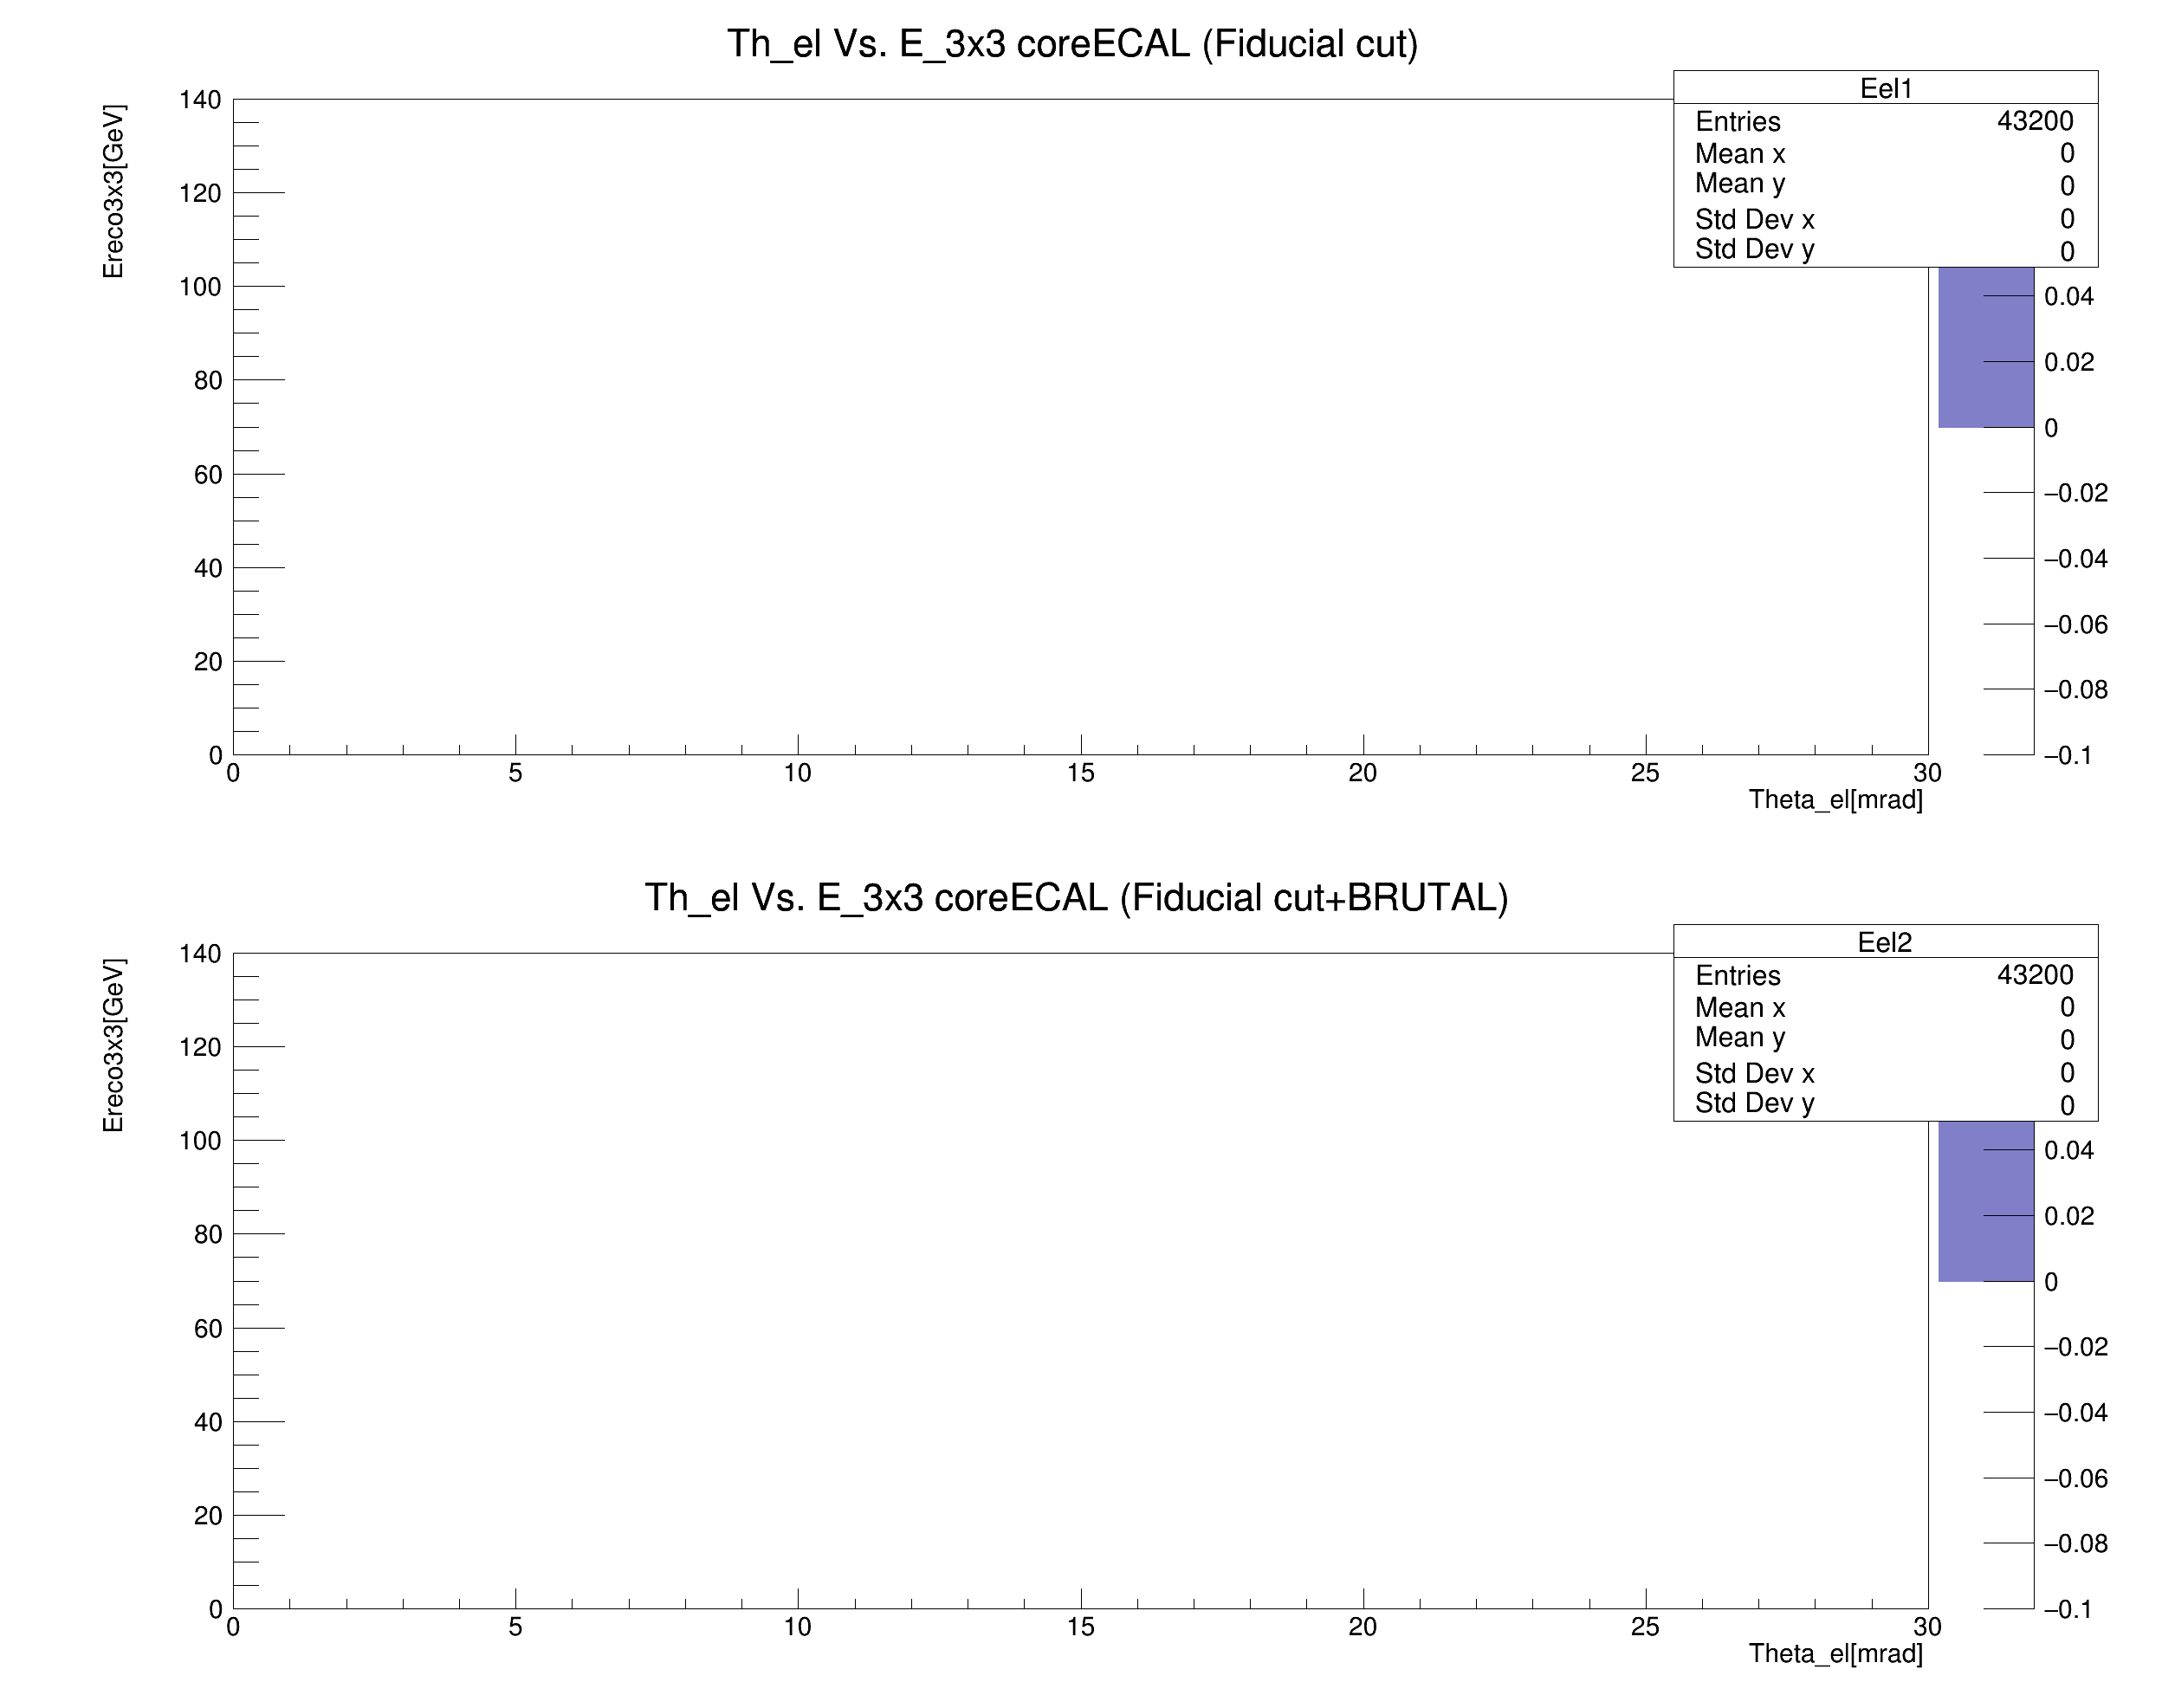 Th_el Vs. E_3x3 coreECAL (Fiducial cut)
Eel1
Entries 43200
Mean x 0
Mean y 0
Std Dev x 0
Std Dev y 0
Ereco3x3[GeV]
140
120
100
80
60
40
20
0
0 5 10 15 20 25 30
Theta_el[mrad]
0.04
0.02
0
−0.02
−0.04
−0.06
−0.08
−0.1
Th_el Vs. E_3x3 coreECAL (Fiducial cut+BRUTAL)
Eel2
Entries 43200
Mean x 0
Mean y 0
Std Dev x 0
Std Dev y 0
Ereco3x3[GeV]
140
120
100
80
60
40
20
0
0 5 10 15 20 25 30
Theta_el[mrad]
0.04
0.02
0
−0.02
−0.04
−0.06
−0.08
−0.1